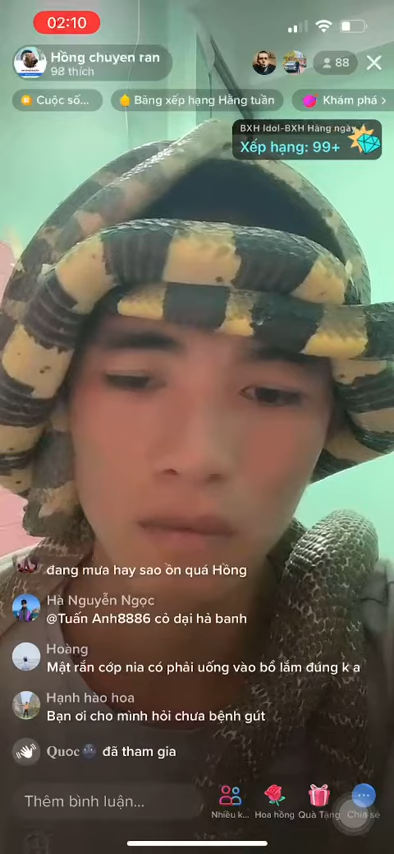 02:10
Hồng chuyen ran
98 thích
88
Cuộc số...
Bảng xếp hạng Hằng tuần
Khám phá >
BXH Idol-BXH Hàng ngày
Xếp hạng: 99+
đang mưa hay sao ồn quá Hồng
Hà Nguyễn Ngọc
@Tuấn Anh8886 cỏ dại hả banh
Hoàng
Mật rắn cớp nia có phải uống vào bổ lắm đúng k a
Hạnh hào hoa
Bạn ơi cho mình hỏi chưa bệnh gút
Quoc đã tham gia
Thêm bình luận...
Nhiều k...
Hoa hồng
Quà Tặng
Chia sẻ